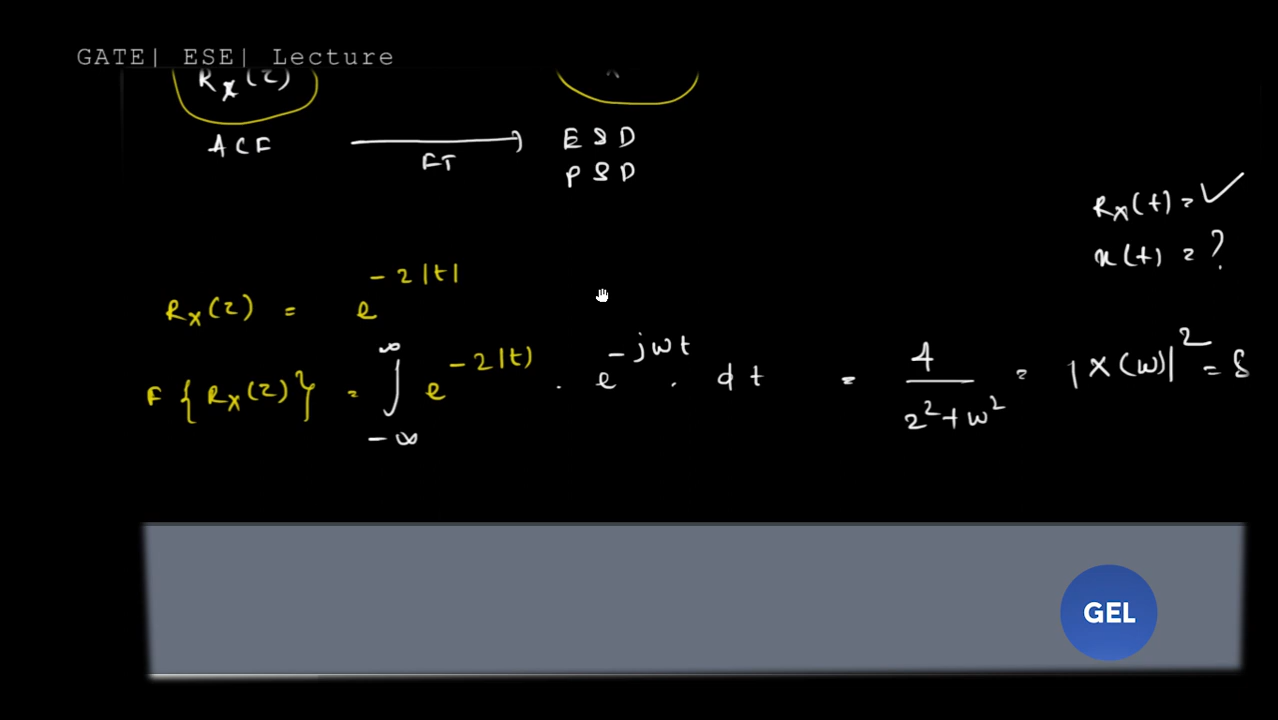 GATE| ESE| Lecture
Rx(z)
ACF FT ESD
PSD
Rx(t) =
x(t) = ?
Rx(z) = e^-2|t|
F{Rx(z)} = ∫_-∞^∞ e^-2|t| . e^-jωt . dt = 4/(2²+ω²) = |X(ω)|² = S
GEL